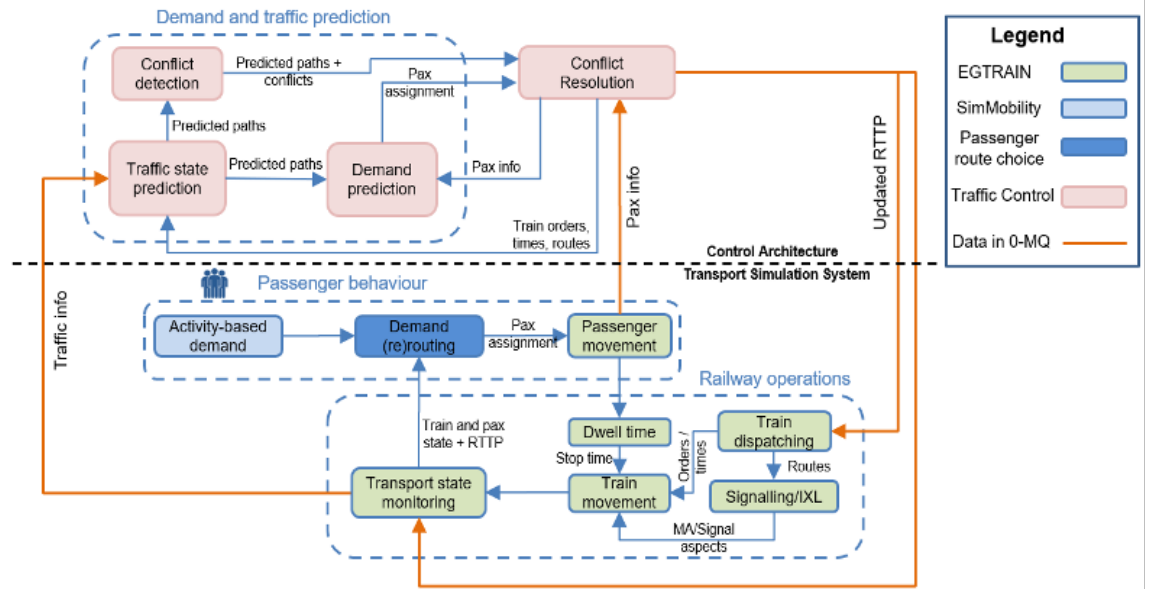 Demand and traffic prediction
Conflict
detection
Predicted paths +
conflicts
Pax
assignment
Conflict
Resolution
Predicted paths
Traffic state
prediction
Predicted paths
Demand
prediction
Pax info
Train orders,
times, routes
Pax info
Updated RTTP
Legend
EGTRAIN
SimMobility
Passenger
route choice
Traffic Control
Data in 0-MQ
Control Architecture
Transport Simulation System
Traffic info
Passenger behaviour
Activity-based
demand
Demand
(re)routing
Pax
assignment
Passenger
movement
Railway operations
Train and pax
state + RTTP
Dwell time
Stop time
Orders /
times
Train
dispatching
Routes
Transport state
monitoring
Train
movement
Signalling/IXL
MA/Signal
aspects